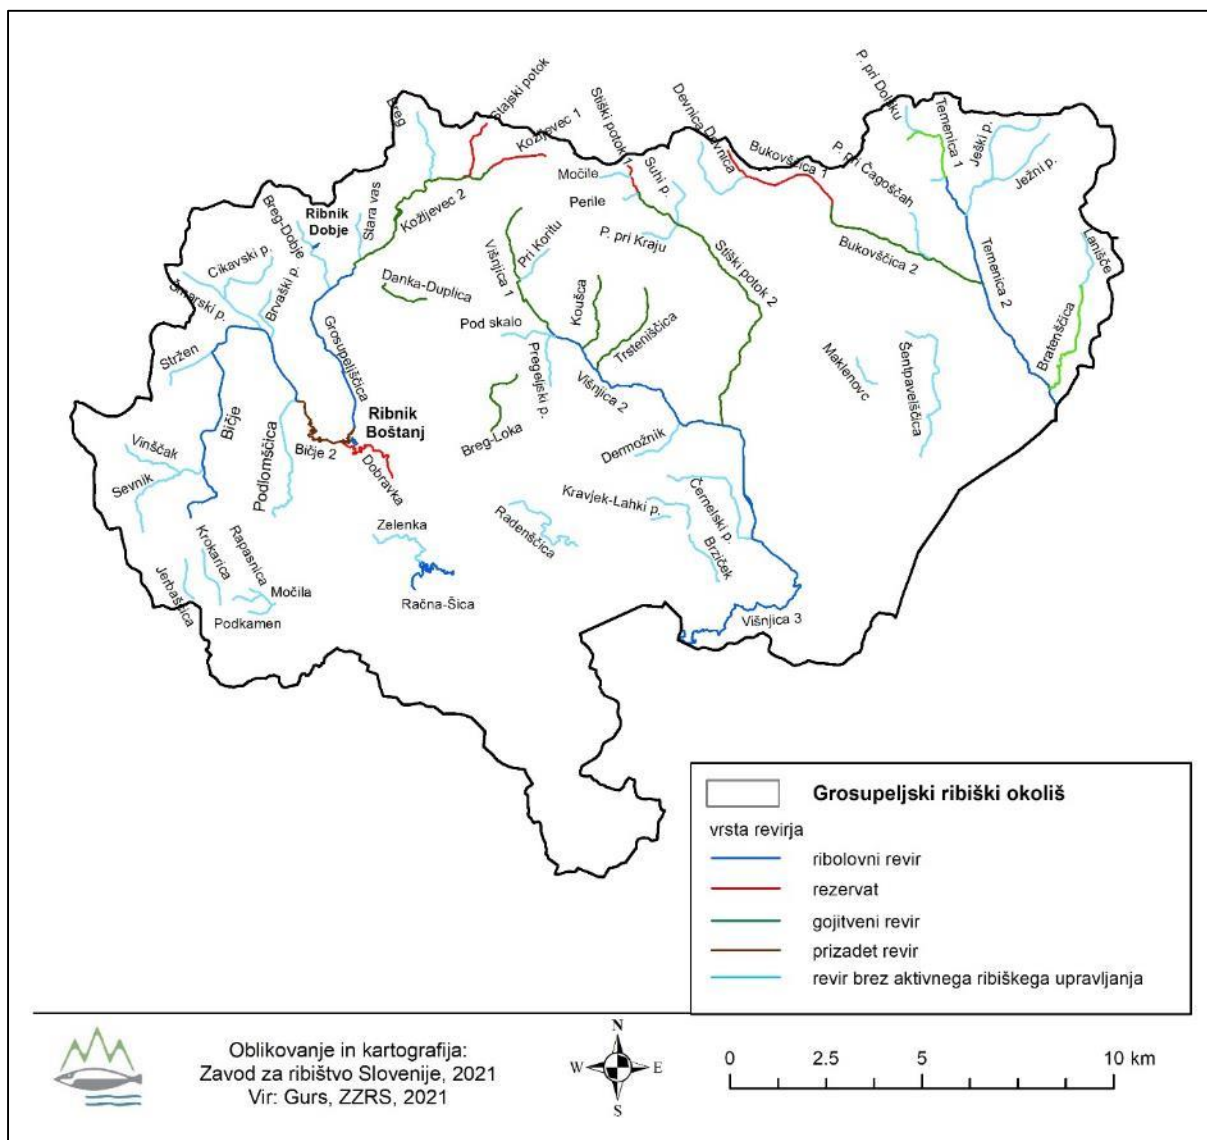 Breg
Stajski potok
Kožljevec 1
Stiški potok 1
Devnica Devnica
P. pri Dolsku
Temenica 1
Ješki p.
Ježni p.
Bukovščica 1
P. pri Čagoščah
Močile
Suhi p.
Perile
P. pri Kraju
Breg-Dobje
Ribnik
Dobje
Stara vas
Kožljevec 2
Cikavski p.
Šmarski p.
Brvaški p.
Višnjica 1
Pri Koritu
Danka-Duplica
Koušca
Trsteniščica
Stiški potok 2
Bukovščica 2
Temenica 2
Lanišče
Bratenščica
Stržen
Grosupeljščica
Pod skalo
Pregeljski p.
Višnjica 2
Maklenovc
Šentpavelščica
Bičje
Ribnik
Boštanj
Breg-Loka
Dermožnik
Vinščak
Podlomščica
Bičje 2
Dobravka
Sevnik
Kravjek-Lahki p.
Černelski p.
Krokarica
Rapasnica
Zelenka
Radenščica
Brziček
Jerbaščica
Močila
Podkamen
Račna-Šica
Višnjica 3
Grosupeljski ribiški okoliš
vrsta revirja
ribolovni revir
rezervat
gojitveni revir
prizadet revir
revir brez aktivnega ribiškega upravljanja
Oblikovanje in kartografija:
Zavod za ribištvo Slovenije, 2021
Vir: Gurs, ZZRS, 2021
N
W E
S
0 2.5 5 10 km